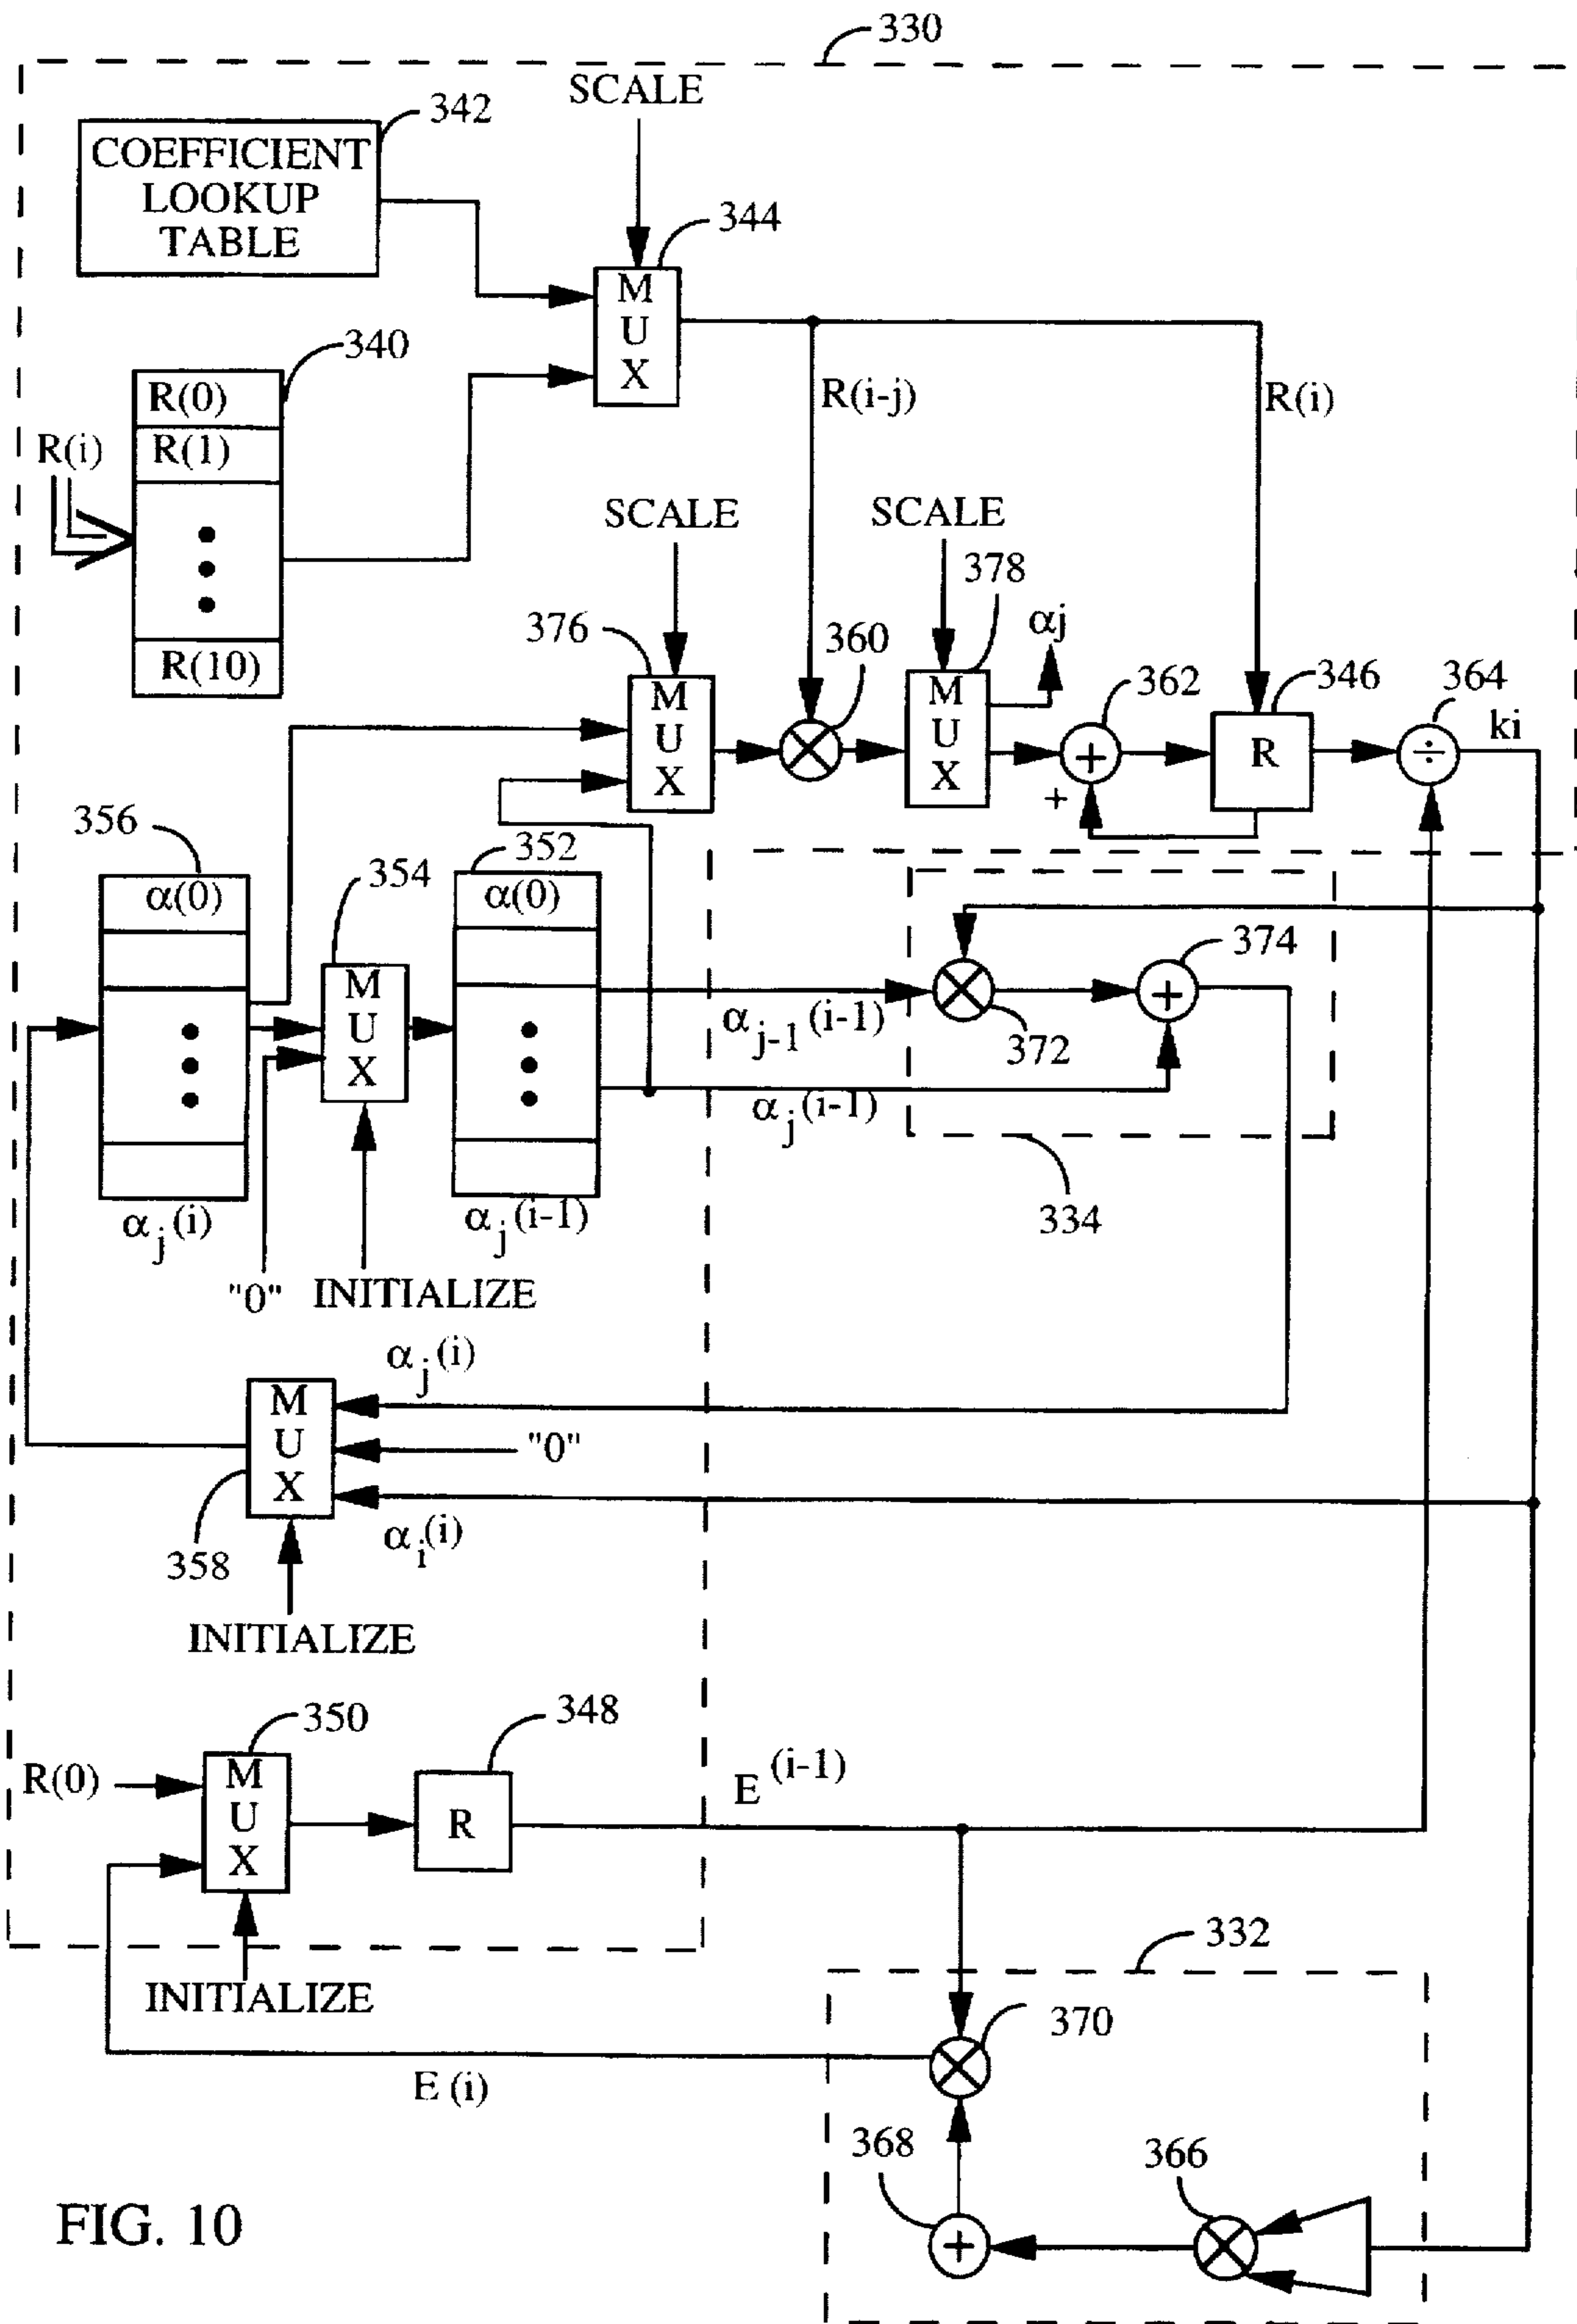 330
SCALE
342
COEFFICIENT
LOOKUP
TABLE
344
M
U
X
340
R(0)
R(i)
R(1)
R(10)
R(i-j)
R(i)
SCALE
SCALE
378
376
M
U
X
360
αj
M
U
X
362
+
+
346
R
364
÷
ki
356
α(0)
354
M
U
X
352
α(0)
374
+
α j-1 (i-1)
372
α j (i-1)
334
α j (i)
α j (i-1)
"0"
INITIALIZE
α j (i)
M
U
X
"0"
358
α i (i)
INITIALIZE
350
348
R(0)
M
U
X
R
E (i-1)
332
INITIALIZE
370
E (i)
368
366
+
FIG. 10